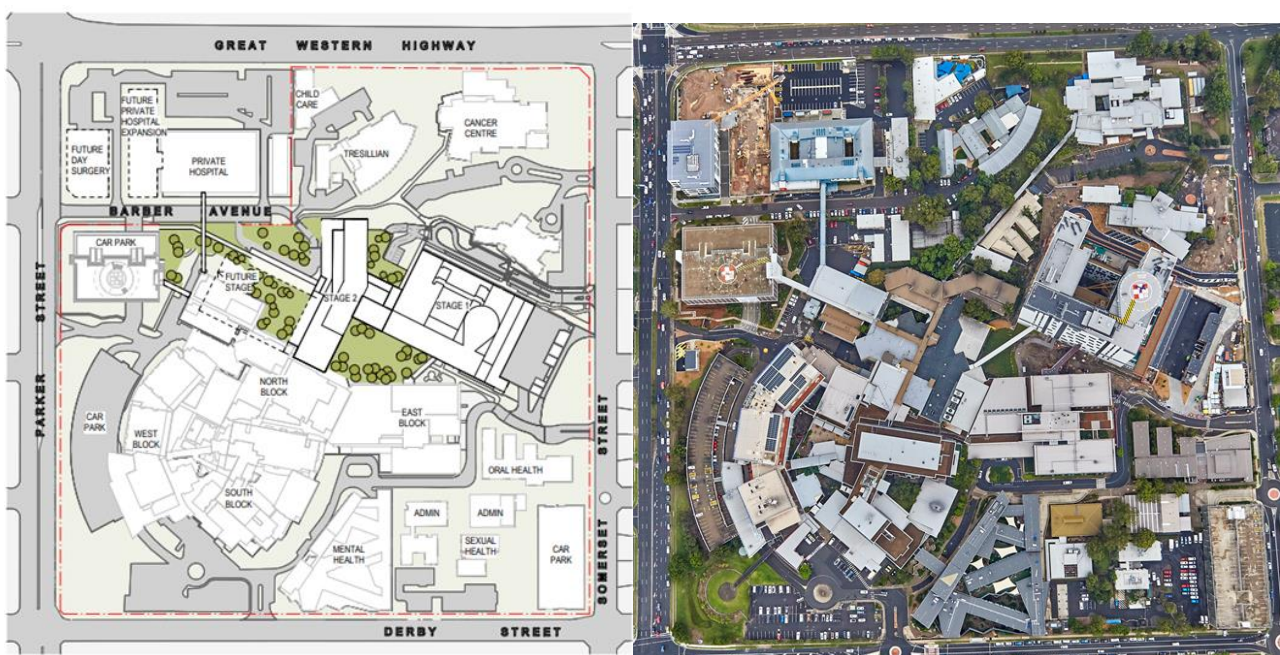 GREAT WESTERN HIGHWAY
CHILD
CARE
FUTURE
PRIVATE
HOSPITAL
EXPANSION
CANCER
CENTRE
FUTURE
DAY
SURGERY
PRIVATE
HOSPITAL
TRESILLIAN
BARBER AVENUE
CAR PARK
FUTURE
STAGES
STAGE 2
STAGE 1
PARKER STREET
NORTH
BLOCK
CAR
PARK
WEST
BLOCK
EAST
BLOCK
SOMERSET STREET
ORAL HEALTH
SOUTH
BLOCK
ADMIN
ADMIN
MENTAL
HEALTH
SEXUAL
HEALTH
CAR
PARK
DERBY STREET